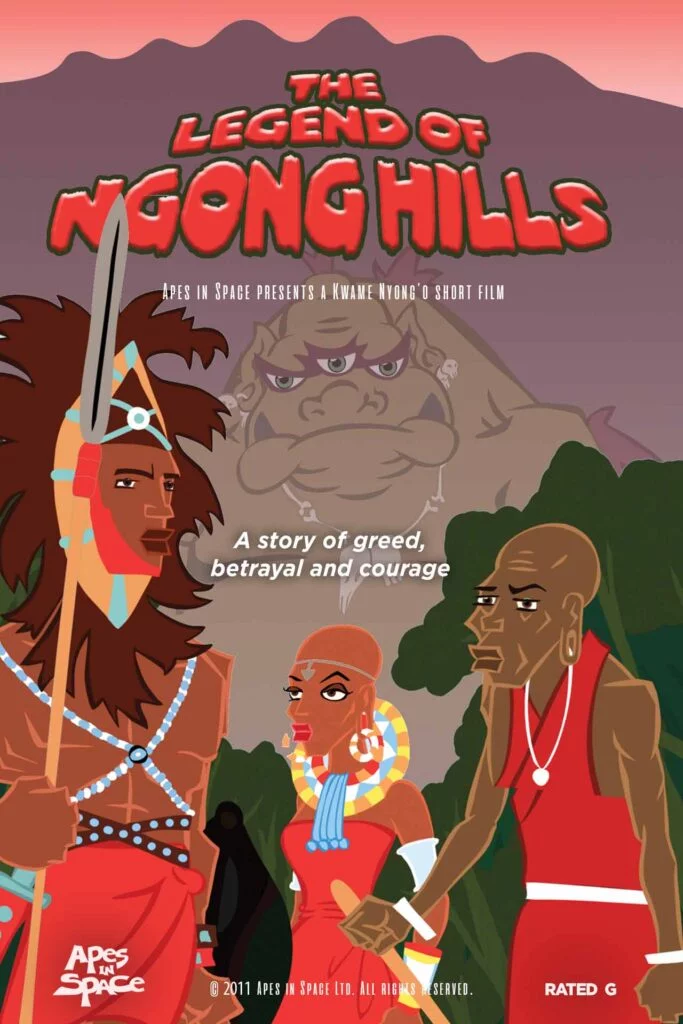 THE
LEGEND OF
NGONG HILLS
APES IN SPACE PRESENTS A KWAME NYONG'O SHORT FILM
A story of greed,
betrayal and courage
APES
IN
SPACE
© 2011 APES IN SPACE LTD. ALL RIGHTS RESERVED.
RATED G